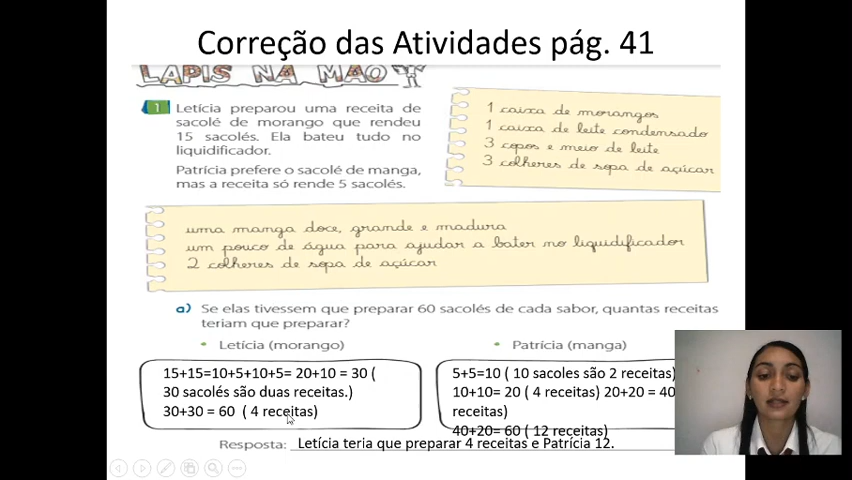 Correção das Atividades pág. 41
LÁPIS NA MÃO
1 Letícia preparou uma receita de
sacolé de morango que rendeu
15 sacolés. Ela bateu tudo no
liquidificador.
Patrícia prefere o sacolé de manga,
mas a receita só rende 5 sacolés.
1 caixa de morangos
1 caixa de leite condensado
3 copos e meio de leite
3 colheres de sopa de açúcar
uma manga doce, grande e madura
um pouco de água para ajudar a bater no liquidificador
2 colheres de sopa de açúcar
a) Se elas tivessem que preparar 60 sacolés de cada sabor, quantas receitas
teriam que preparar?
• Letícia (morango)
15+15=10+5+10+5= 20+10 = 30 (
30 sacolés são duas receitas.)
30+30 = 60 ( 4 receitas)
• Patrícia (manga)
5+5=10 ( 10 sacoles são 2 receitas)
10+10= 20 ( 4 receitas) 20+20 = 40
receitas)
40+20= 60 ( 12 receitas)
Resposta: Letícia teria que preparar 4 receitas e Patrícia 12.